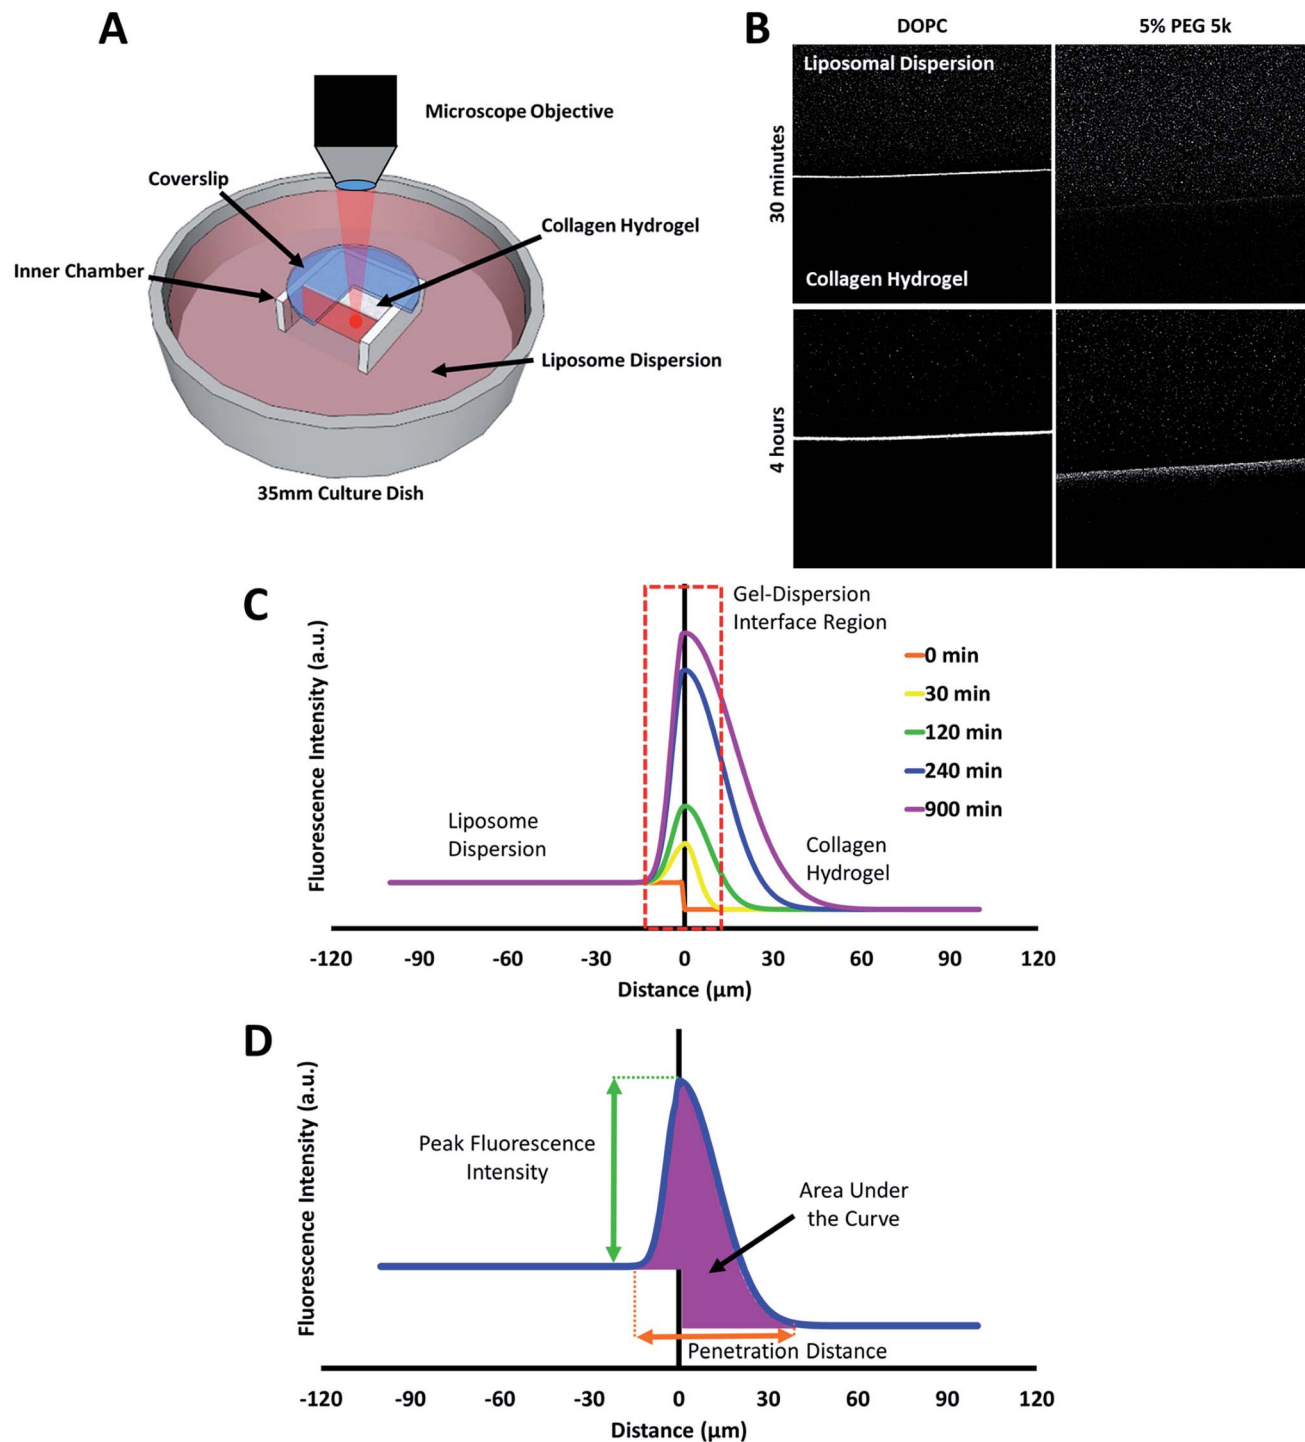 A
Microscope Objective
Coverslip
Collagen Hydrogel
Inner Chamber
Liposome Dispersion
35mm Culture Dish
B
DOPC
5% PEG 5k
30 minutes
Liposomal Dispersion
Collagen Hydrogel
4 hours
C
Fluorescence Intensity (a.u.)
Gel-Dispersion
Interface Region
0 min
30 min
120 min
240 min
900 min
Liposome
Dispersion
Collagen
Hydrogel
-120 -90 -60 -30 0 30 60 90 120
Distance (μm)
D
Fluorescence Intensity (a.u.)
Peak Fluorescence
Intensity
Area Under
the Curve
Penetration Distance
-120 -90 -60 -30 0 30 60 90 120
Distance (μm)